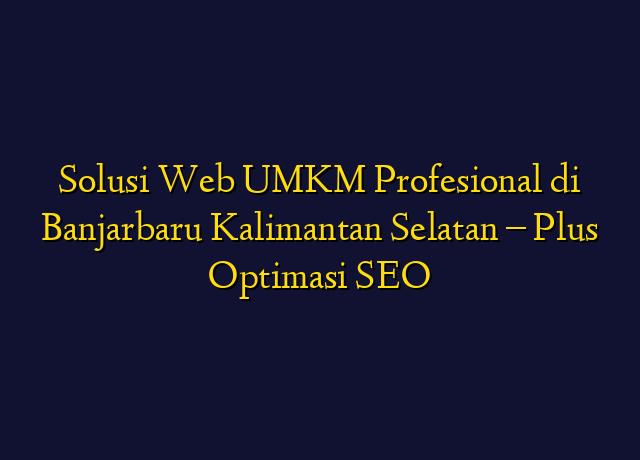 Solusi Web UMKM Profesional di
Banjarbaru Kalimantan Selatan – Plus
Optimasi SEO